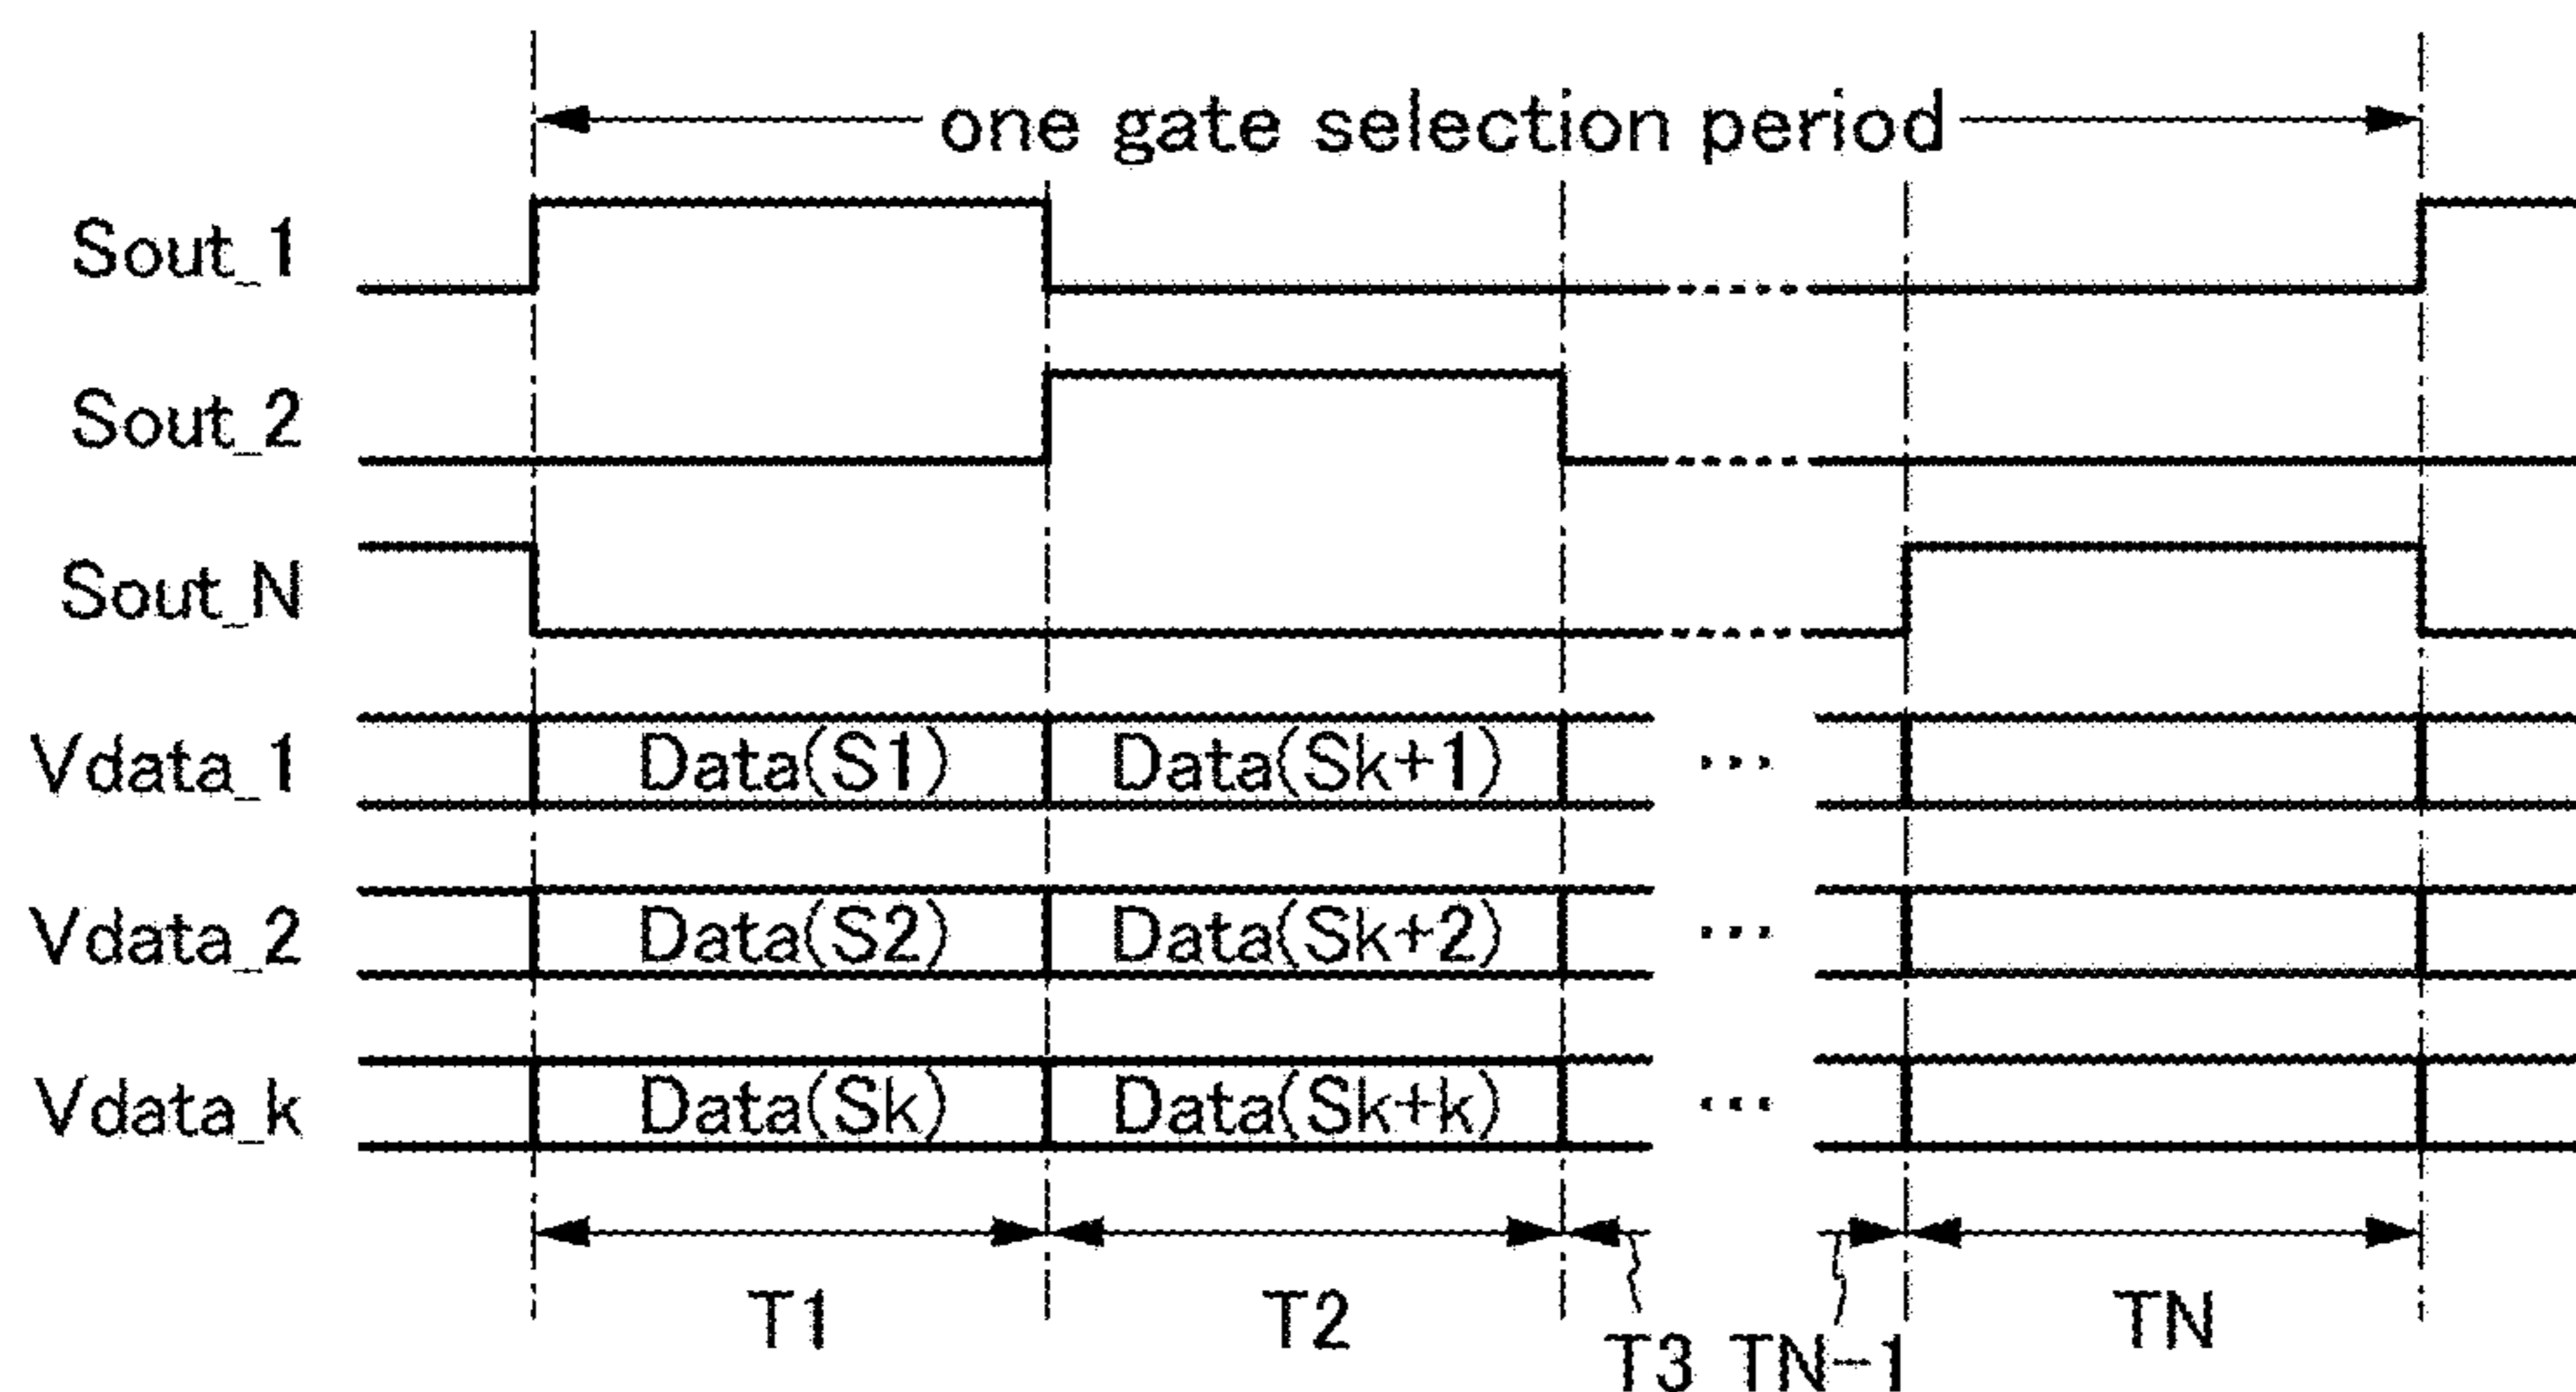 one gate selection period
Sout_1
Sout_2
Sout_N
Vdata_1 Data(S1) Data(Sk+1) ...
Vdata_2 Data(S2) Data(Sk+2) ...
Vdata_k Data(Sk) Data(Sk+k) ...
T1 T2 T3 TN-1 TN